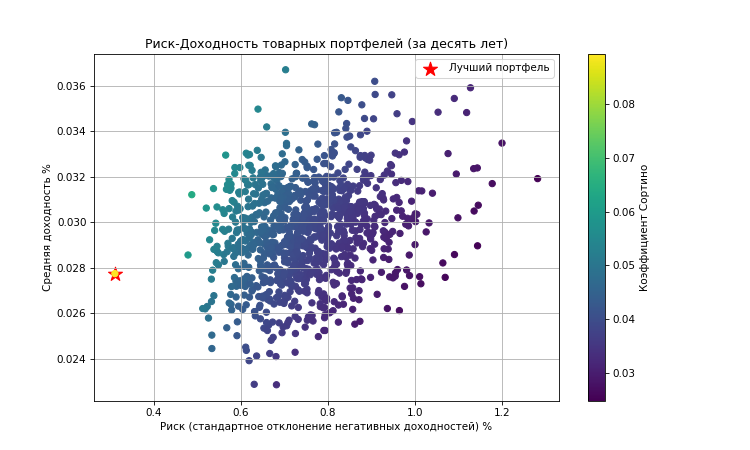 Риск-Доходность товарных портфелей (за десять лет)
Лучший портфель
Средняя доходность %
0.036
0.034
0.032
0.030
0.028
0.026
0.024
0.4 0.6 0.8 1.0 1.2
Риск (стандартное отклонение негативных доходностей) %
0.08
0.07
0.06
0.05
0.04
0.03
Коэффициент Сортино